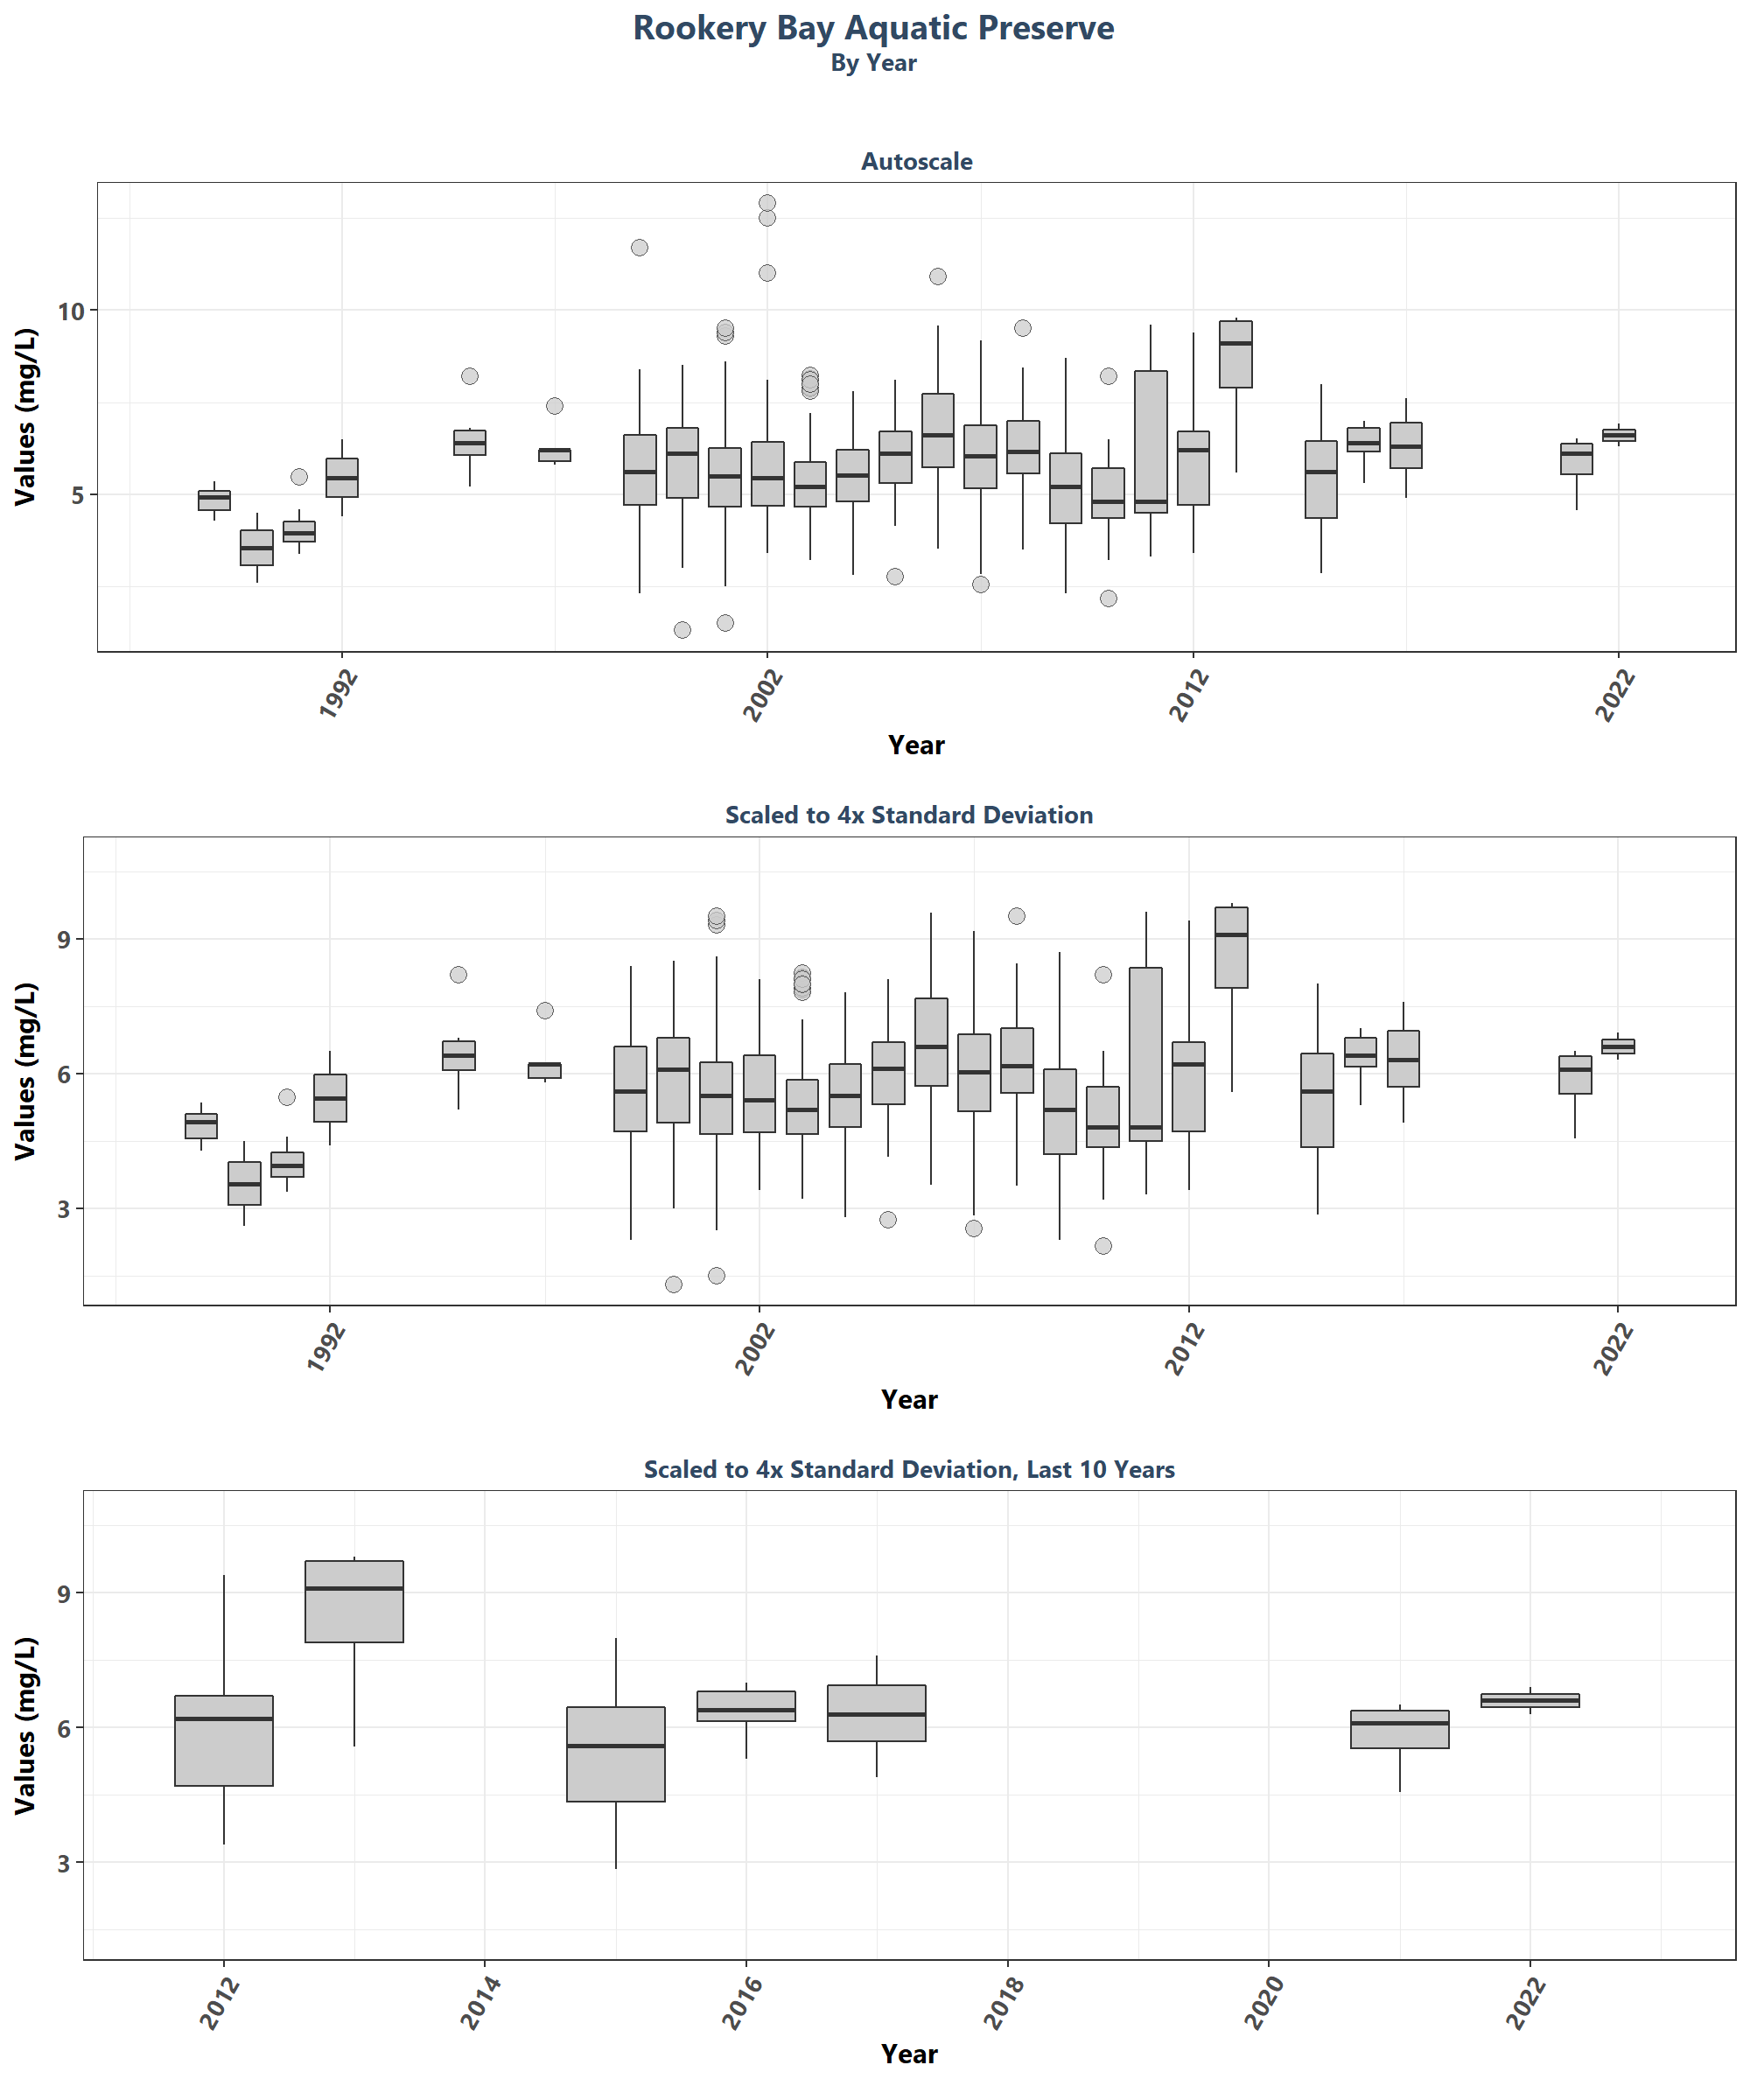 Rookery Bay Aquatic Preserve
By Year
Autoscale
Values (mg/L)
10
5
1992
2002
2012
2022
Year
Scaled to 4x Standard Deviation
Values (mg/L)
9
6
3
1992
2002
2012
2022
Year
Scaled to 4x Standard Deviation, Last 10 Years
Values (mg/L)
9
6
3
2012
2014
2016
2018
2020
2022
Year